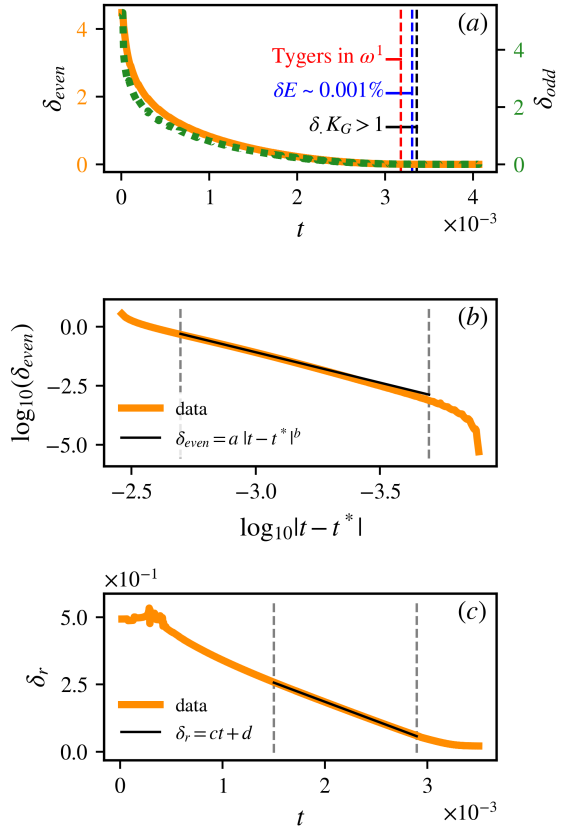 (a)
4
2
0
δ_even
4
2
0
δ_odd
Tygers in ω¹
δE ~ 0.001%
δ. K_G > 1
0 1 2 3 4
×10⁻³
t
(b)
0.0
−2.5
−5.0
log₁₀(δ_even)
data
δ_even = a |t − t*|ᵇ
−2.5 −3.0 −3.5
log₁₀|t − t*|
×10⁻¹
(c)
5.0
2.5
0.0
δ_r
data
δ_r = ct + d
0 1 2 3
×10⁻³
t